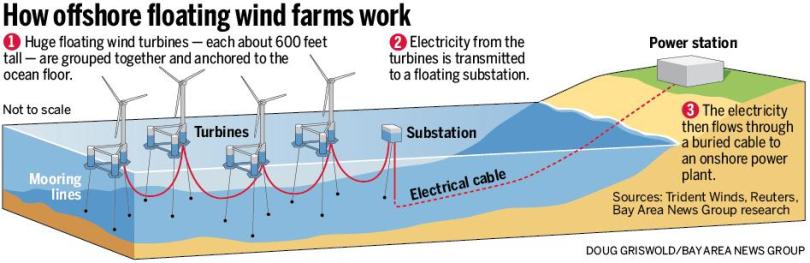 How offshore floating wind farms work
1 Huge floating wind turbines — each about 600 feet
tall — are grouped together and anchored to the
ocean floor.
2 Electricity from the
turbines is transmitted
to a floating substation.
Power station
Not to scale
Turbines
Substation
3 The electricity
then flows through
a buried cable to
an onshore power
plant.
Mooring
lines
Electrical cable
Sources: Trident Winds, Reuters,
Bay Area News Group research
DOUG GRISWOLD/BAY AREA NEWS GROUP